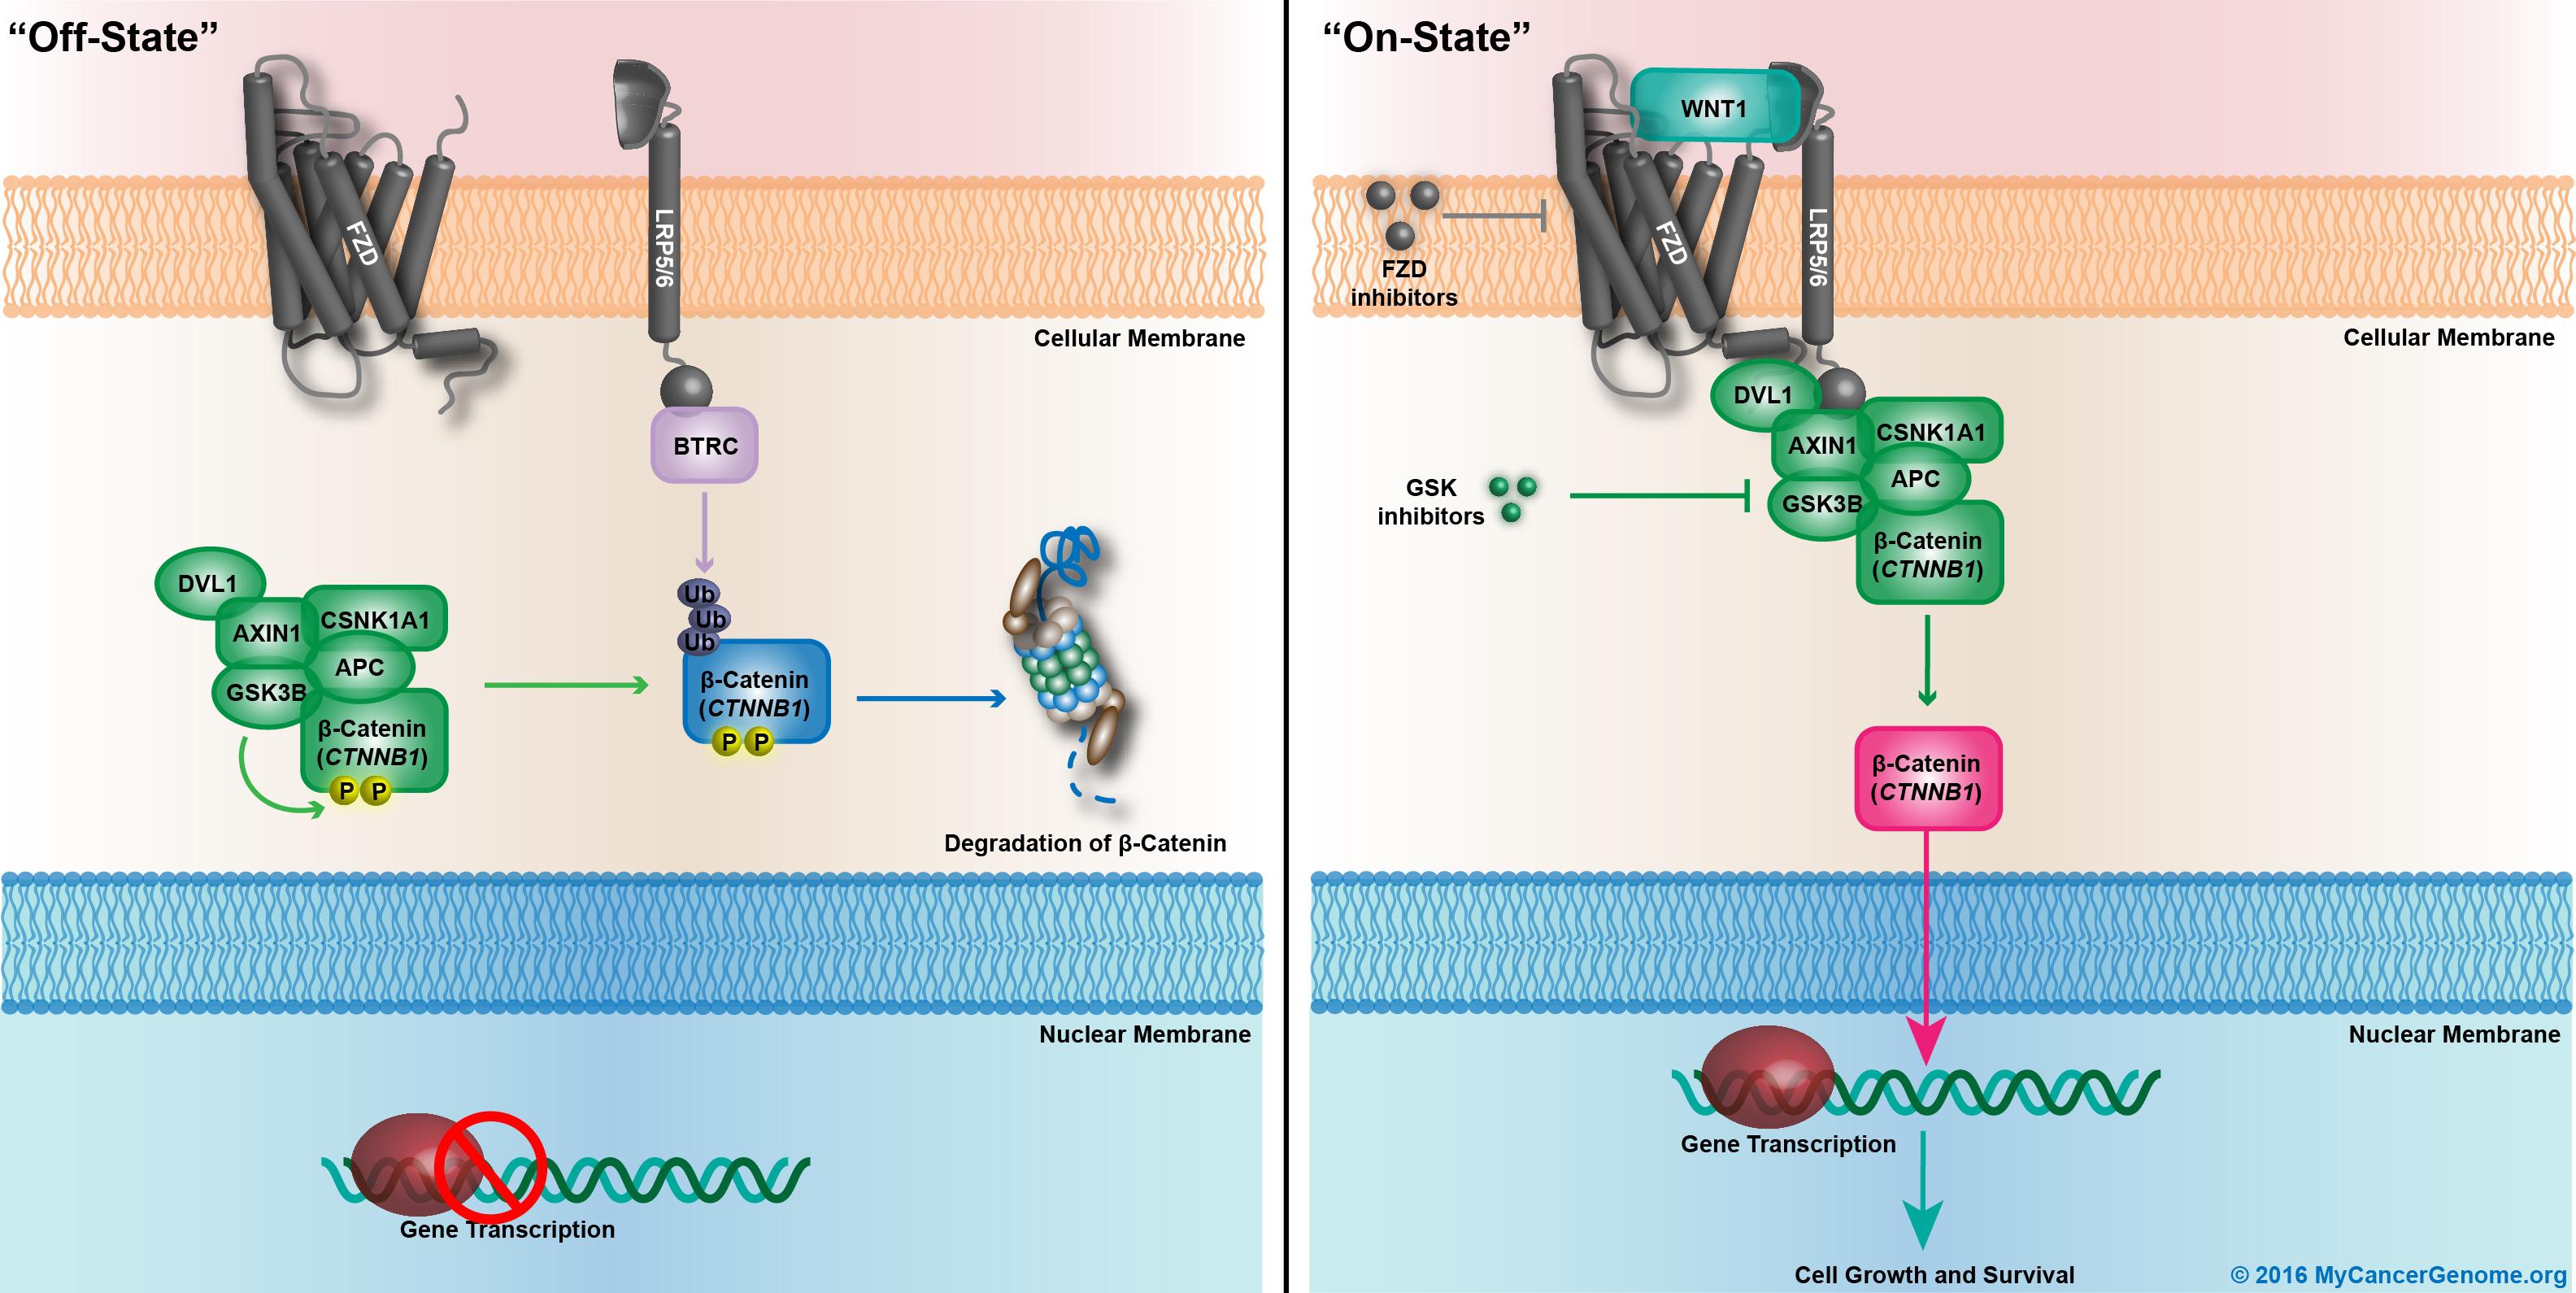 “Off-State”
FZD
LRP5/6
Cellular Membrane
BTRC
DVL1
AXIN1
CSNK1A1
APC
GSK3B
β-Catenin
(CTNNB1)
P P
Ub
Ub
Ub
β-Catenin
(CTNNB1)
P P
Degradation of β-Catenin
Nuclear Membrane
Gene Transcription
“On-State”
WNT1
FZD
LRP5/6
FZD
inhibitors
Cellular Membrane
DVL1
AXIN1
CSNK1A1
APC
GSK3B
β-Catenin
(CTNNB1)
GSK
inhibitors
β-Catenin
(CTNNB1)
Nuclear Membrane
Gene Transcription
Cell Growth and Survival
© 2016 MyCancerGenome.org